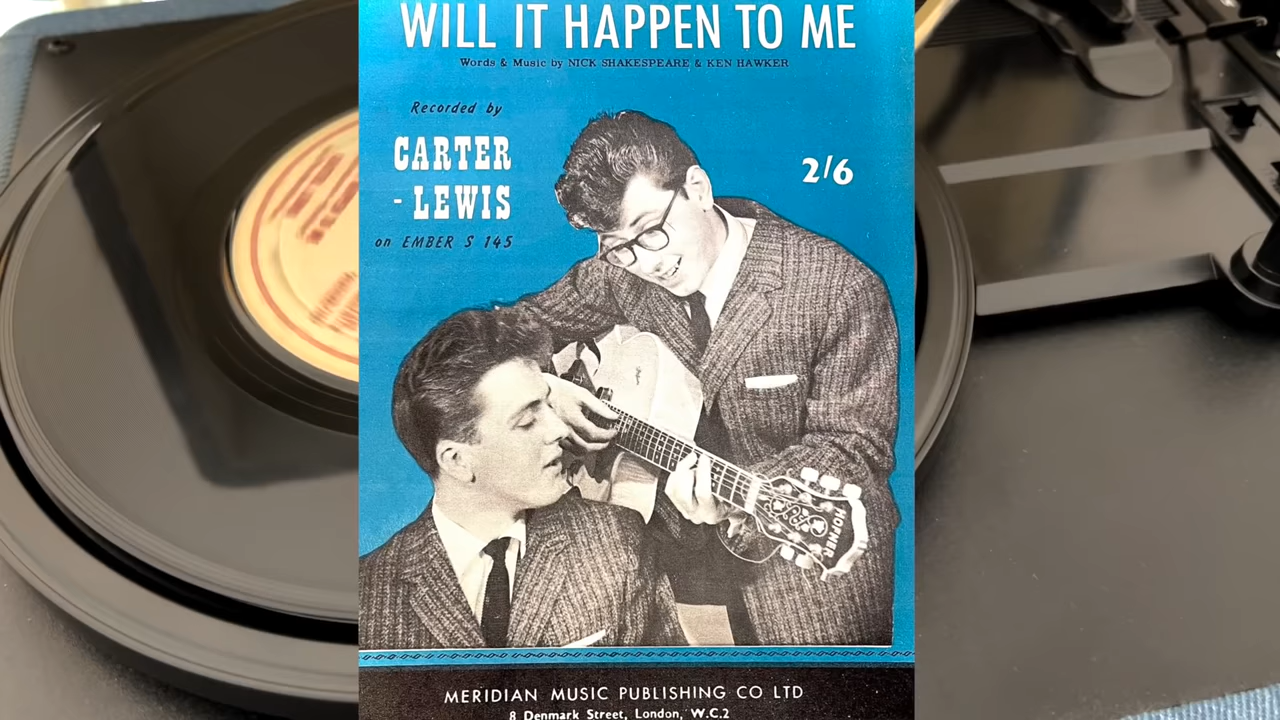 WILL IT HAPPEN TO ME
Words & Music by NICK SHAKESPEARE & KEN HAWKER
Recorded by
CARTER
- LEWIS
on EMBER S 145
2/6
HOFNER
MERIDIAN MUSIC PUBLISHING CO LTD
8 Denmark Street, London, W.C.2